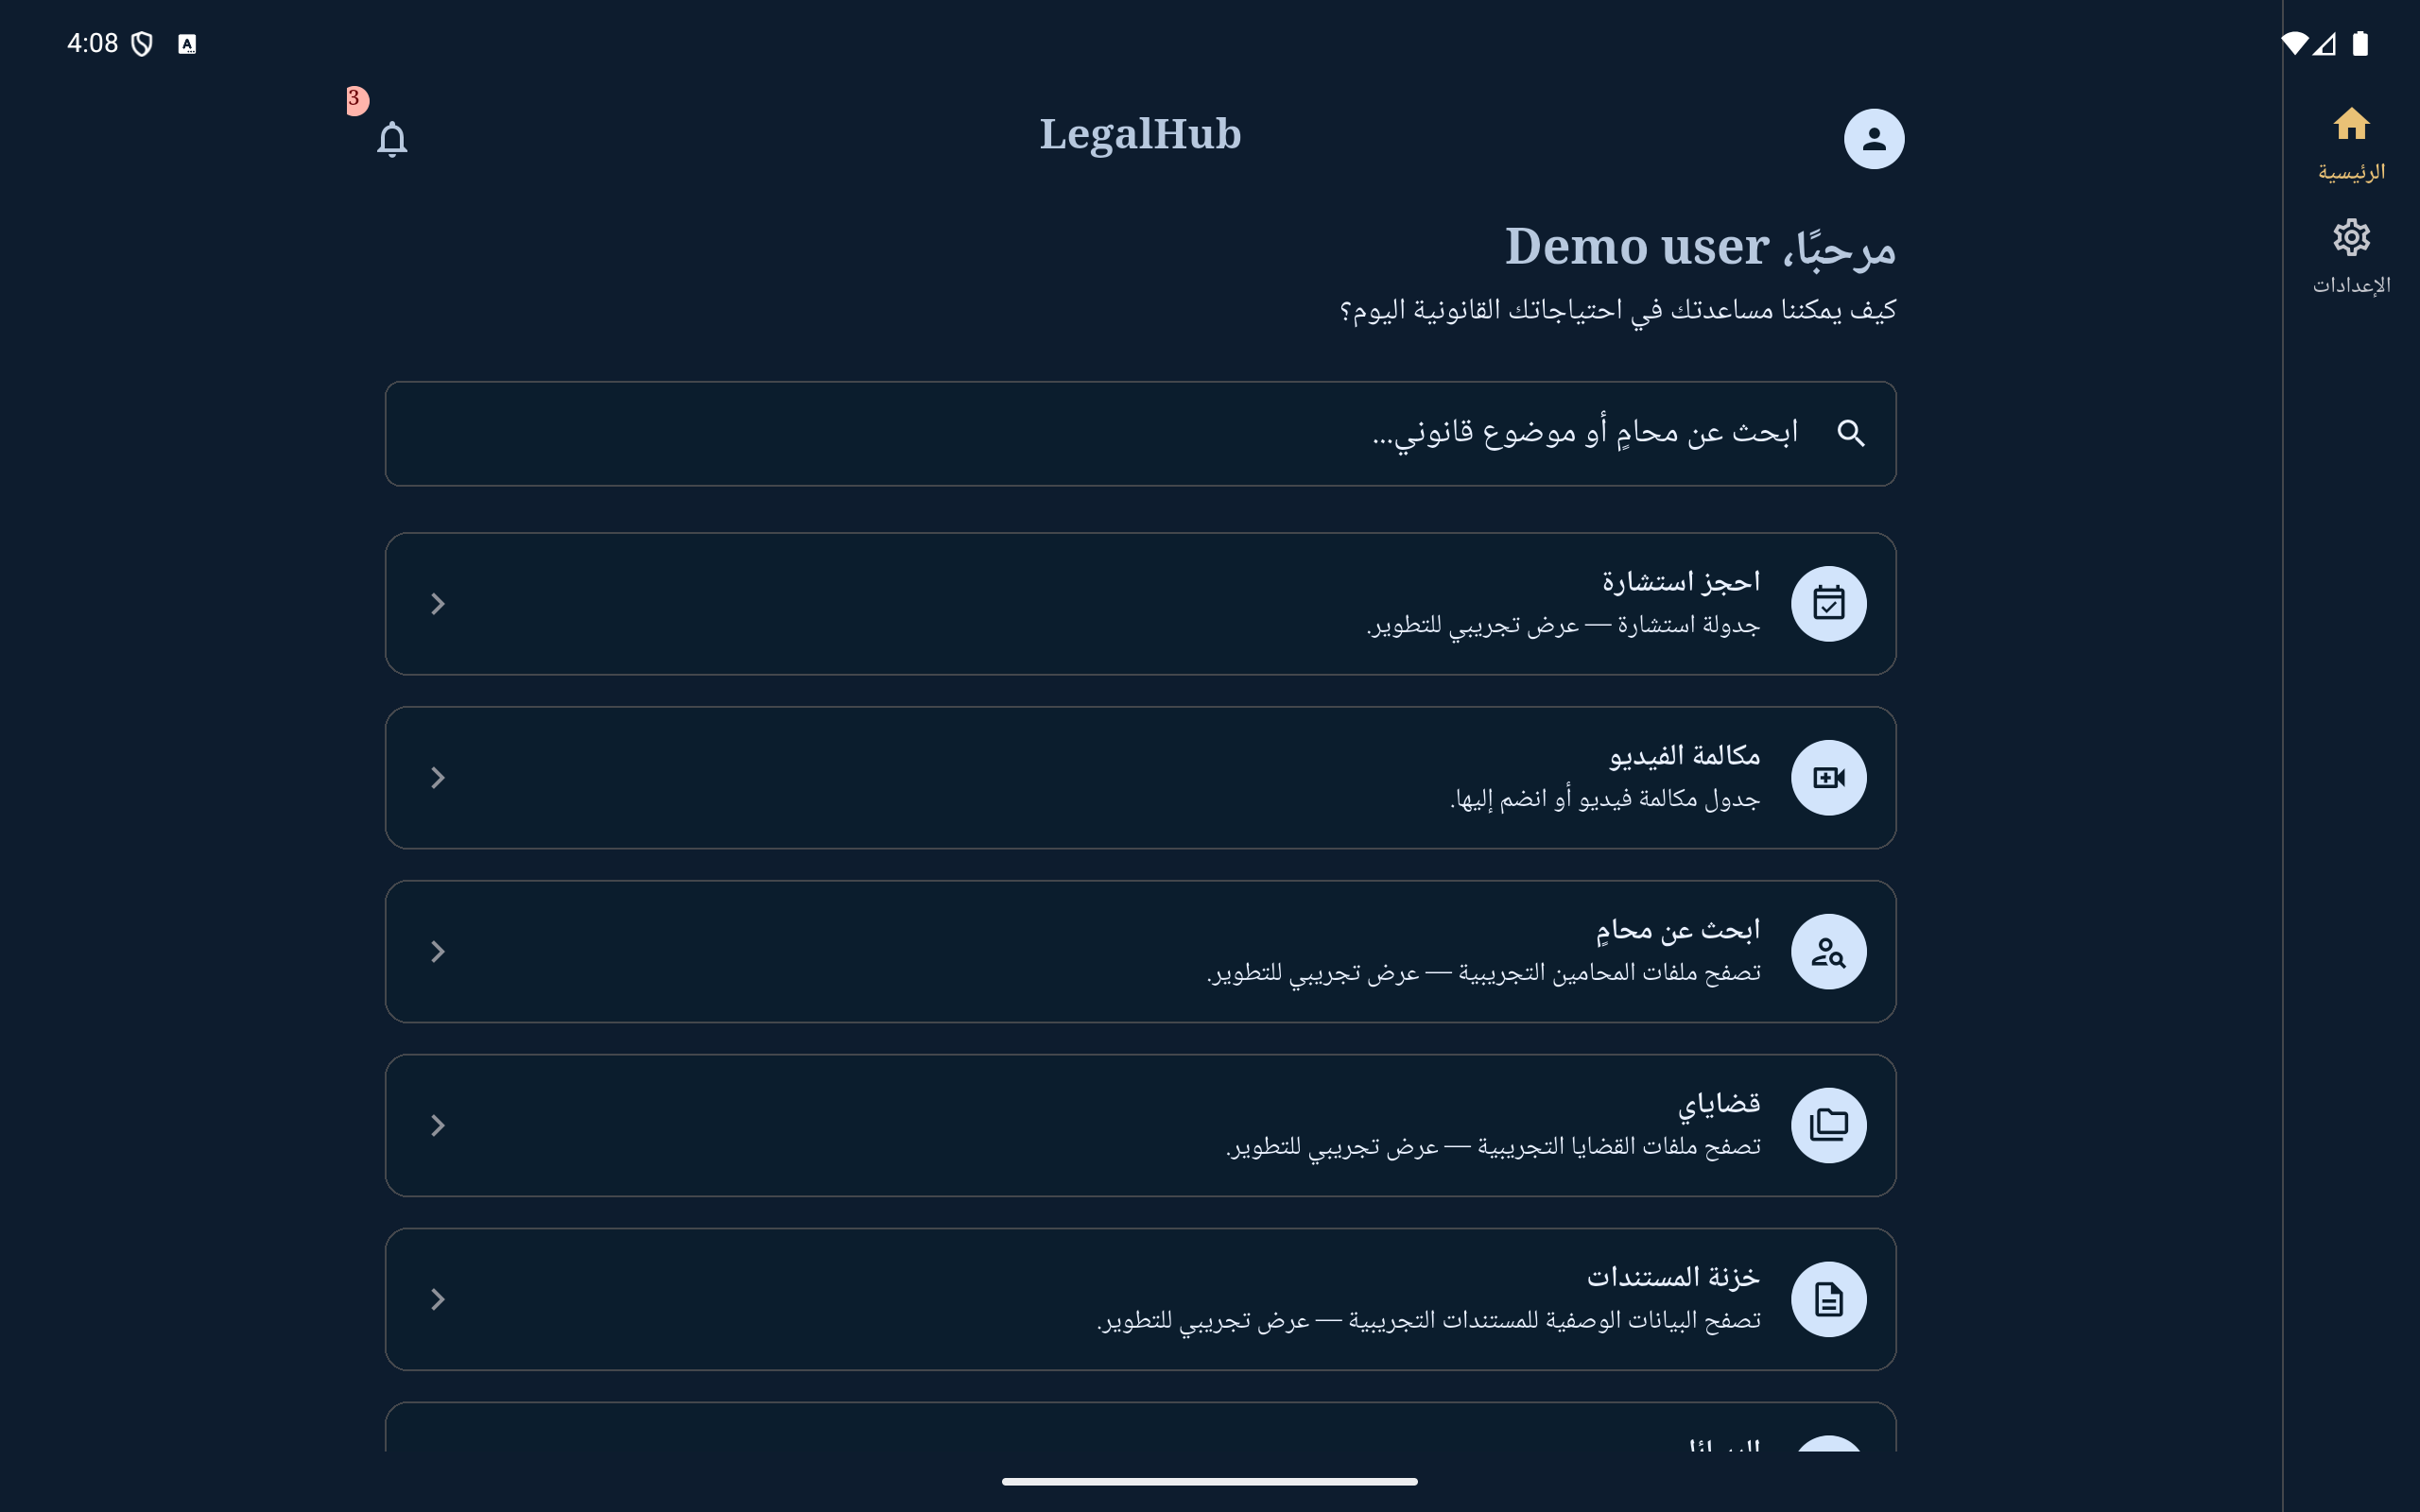 4:08
3
LegalHub
الرئيسية
الإعدادات
مرحبًا، Demo user
كيف يمكننا مساعدتك في احتياجاتك القانونية اليوم؟
ابحث عن محامٍ أو موضوع قانوني...
احجز استشارة
جدولة استشارة — عرض تجريبي للتطوير.
مكالمة الفيديو
جدول مكالمة فيديو أو انضم إليها.
ابحث عن محامٍ
تصفح ملفات المحامين التجريبية — عرض تجريبي للتطوير.
قضاياي
تصفح ملفات القضايا التجريبية — عرض تجريبي للتطوير.
خزنة المستندات
تصفح البيانات الوصفية للمستندات التجريبية — عرض تجريبي للتطوير.